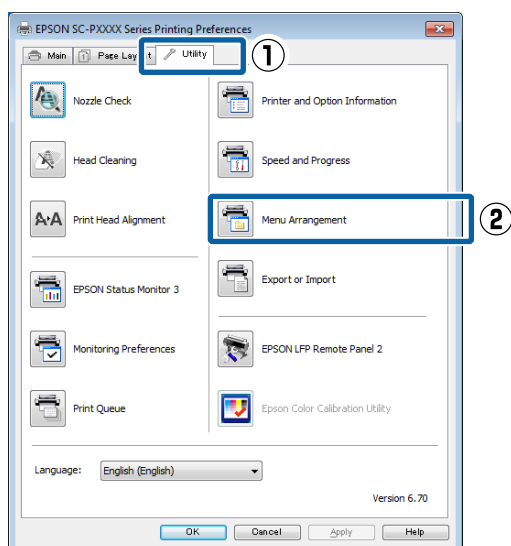 EPSON SC-PXXXX Series Printing Preferences
Main Page Lay t Utility ①
Nozzle Check Printer and Option Information
Head Cleaning Speed and Progress
Print Head Alignment Menu Arrangement ②
EPSON Status Monitor 3 Export or Import
Monitoring Preferences EPSON LFP Remote Panel 2
Print Queue Epson Color Calibration Utility
Language: English (English)
Version 6.70
OK Cancel Apply Help